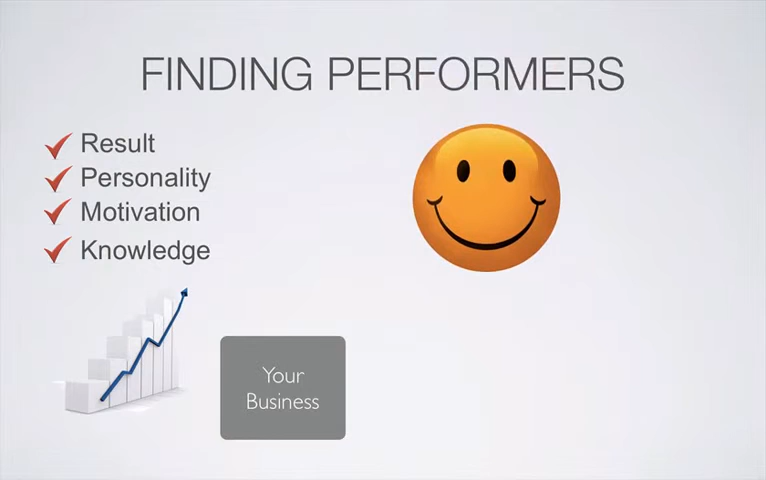 FINDING PERFORMERS
Result
Personality
Motivation
Knowledge
Your
Business